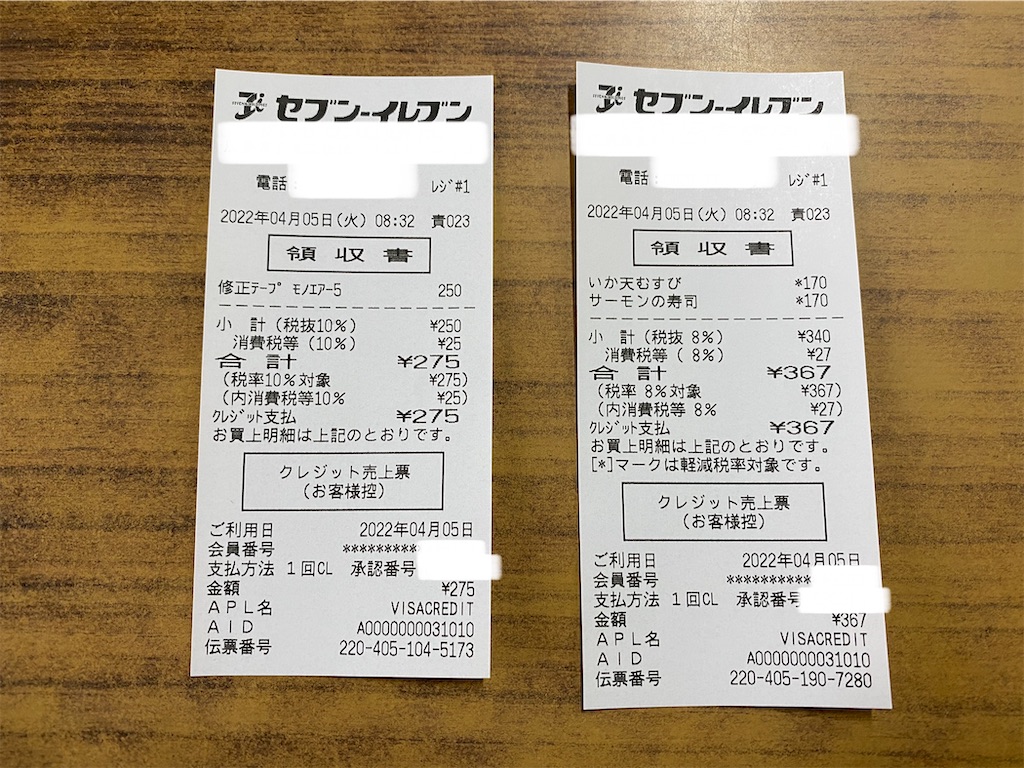 セブン-イレブン
電話 ﾚｼﾞ#1
2022年04月05日(火) 08:32 責023
領収書
修正ﾃｰﾌﾟ ﾓﾉｴｱｰ5 250
小 計(税抜10%) ¥250
消費税等(10%) ¥25
合 計 ¥275
(税率10%対象 ¥275)
(内消費税等10% ¥25)
ｸﾚｼﾞｯﾄ支払 ¥275
お買上明細は上記のとおりです。
クレジット売上票
(お客様控)
ご利用日 2022年04月05日
会員番号 *********
支払方法 1回CL 承認番号
金額 ¥275
APL名 VISACREDIT
AID A0000000031010
伝票番号 220-405-104-5173
セブン-イレブン
電話 ﾚｼﾞ#1
2022年04月05日(火) 08:32 責023
領収書
いか天むすび *170
サーモンの寿司 *170
小 計(税抜 8%) ¥340
消費税等( 8%) ¥27
合 計 ¥367
(税率 8%対象 ¥367)
(内消費税等 8% ¥27)
ｸﾚｼﾞｯﾄ支払 ¥367
お買上明細は上記のとおりです。
[*]マークは軽減税率対象です。
クレジット売上票
(お客様控)
ご利用日 2022年04月05日
会員番号 **********
支払方法 1回CL 承認番号
金額 ¥367
APL名 VISACREDIT
AID A0000000031010
伝票番号 220-405-190-7280